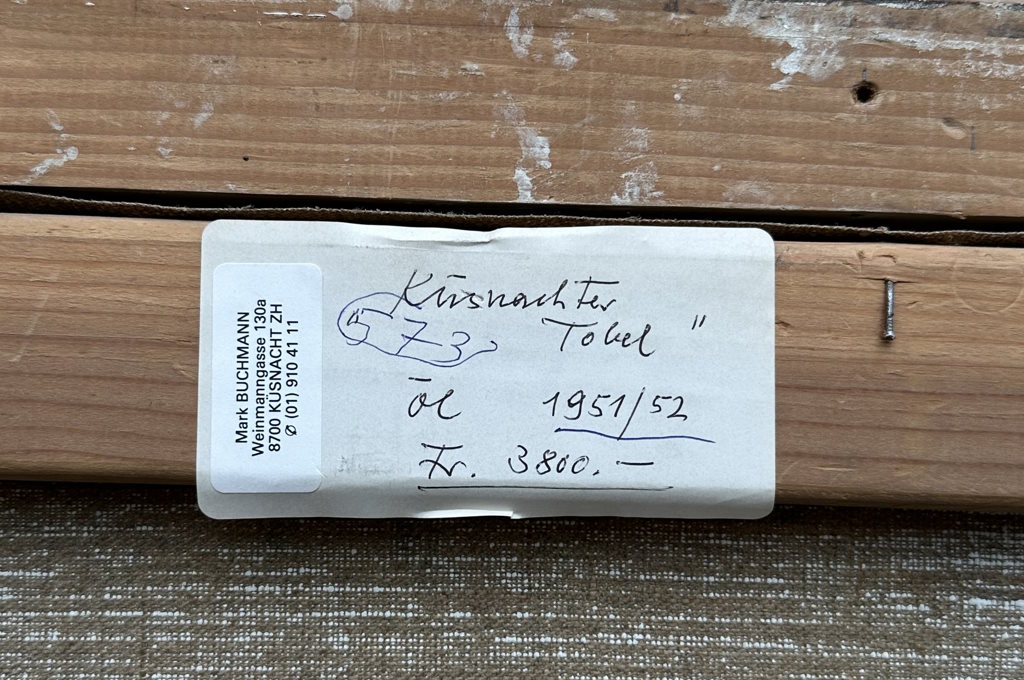 Mark BUCHMANN
Weinmanngasse 130a
8700 KÜSNACHT ZH
∅ (01) 910 41 11
Küsnachter
573 Tobel "
Öl 1951/52
Fr. 3800.—